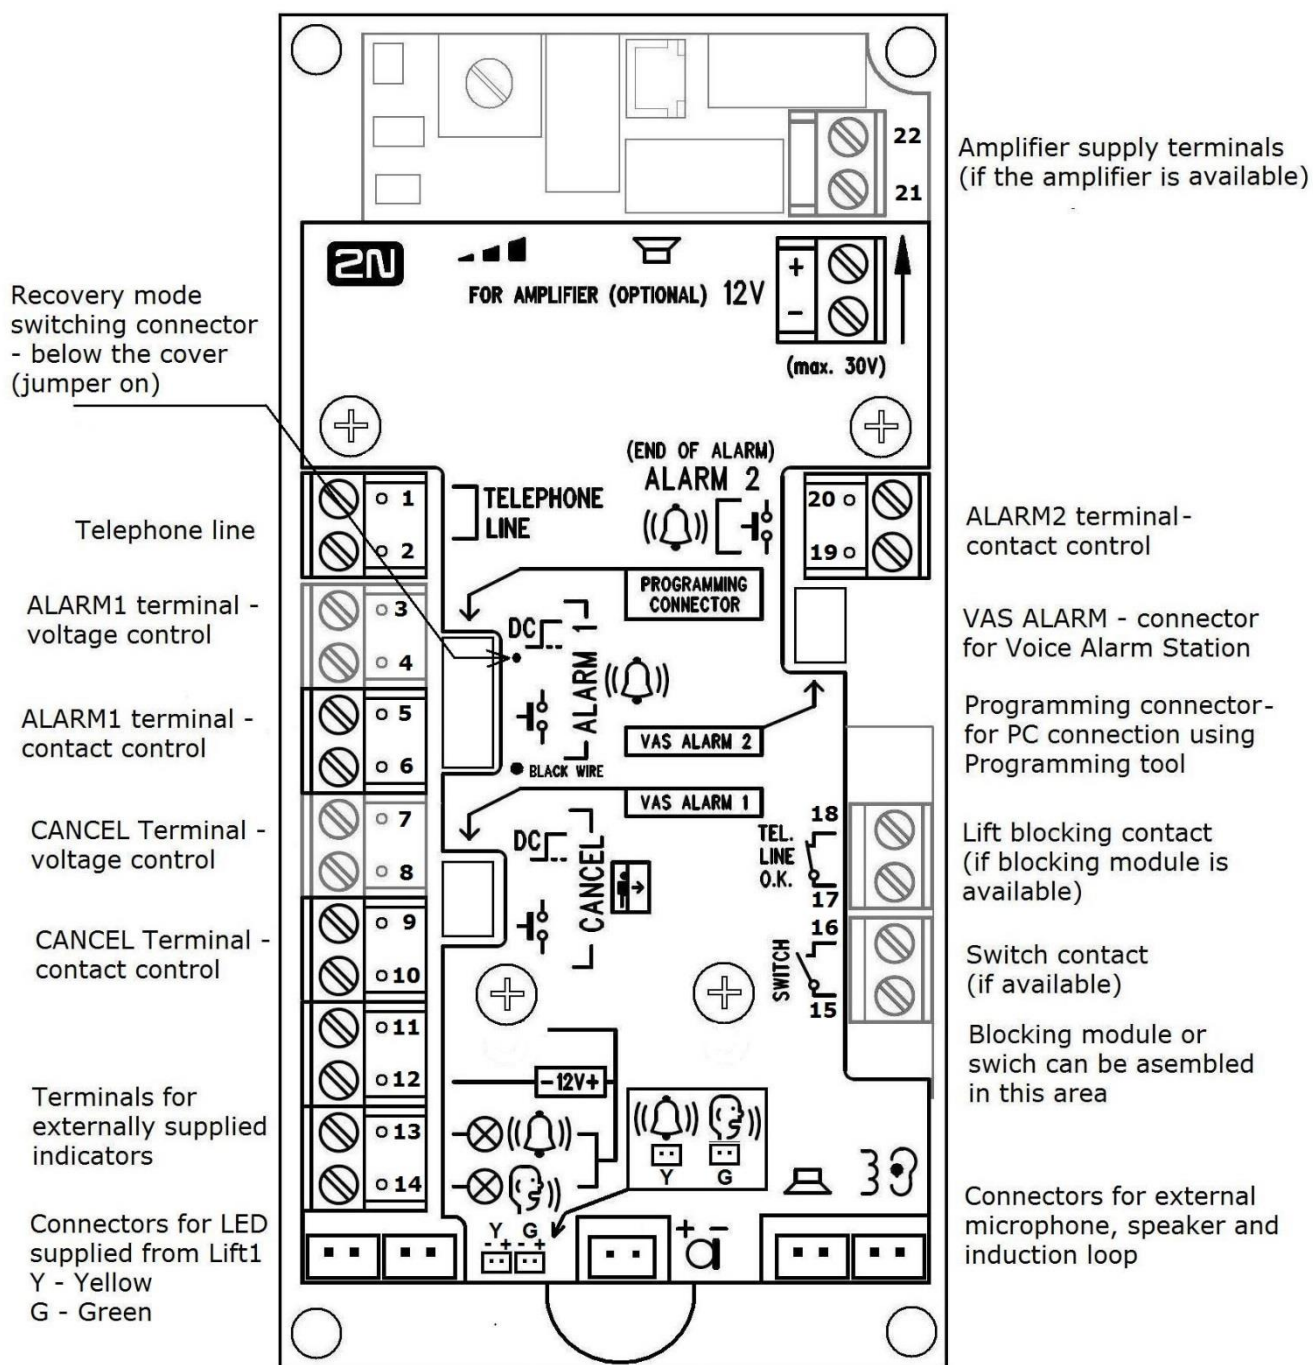 22
21
Amplifier supply terminals
(if the amplifier is available)
2N
FOR AMPLIFIER (OPTIONAL) 12V
+
-
(max. 30V)
Recovery mode
switching connector
- below the cover
(jumper on)
(END OF ALARM)
ALARM 2
TELEPHONE
LINE
1
2
Telephone line
20
19
ALARM2 terminal-
contact control
PROGRAMMING
CONNECTOR
ALARM1 terminal -
voltage control
3
4
DC
ALARM 1
VAS ALARM - connector
for Voice Alarm Station
ALARM1 terminal -
contact control
5
6
VAS ALARM 2
BLACK WIRE
Programming connector-
for PC connection using
Programming tool
VAS ALARM 1
CANCEL Terminal -
voltage control
7
8
DC
CANCEL
18
TEL.
LINE
O.K.
17
Lift blocking contact
(if blocking module is
available)
CANCEL Terminal -
contact control
9
10
16
SWITCH
15
Switch contact
(if available)
11
12
-12V+
Blocking module or
swich can be asembled
in this area
Terminals for
externally supplied
indicators
13
14
Y G
Connectors for LED
supplied from Lift1
Y - Yellow
G - Green
Y G
- + - +
+ -
Connectors for external
microphone, speaker and
induction loop